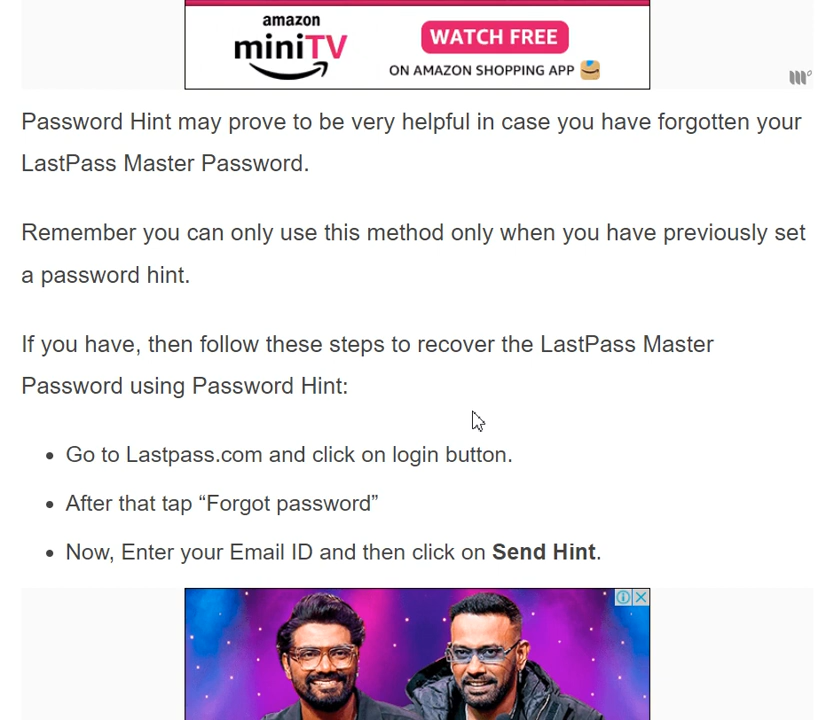 amazon
miniTV
WATCH FREE
ON AMAZON SHOPPING APP
Password Hint may prove to be very helpful in case you have forgotten your
LastPass Master Password.
Remember you can only use this method only when you have previously set
a password hint.
If you have, then follow these steps to recover the LastPass Master
Password using Password Hint:
• Go to Lastpass.com and click on login button.
• After that tap “Forgot password”
• Now, Enter your Email ID and then click on Send Hint.